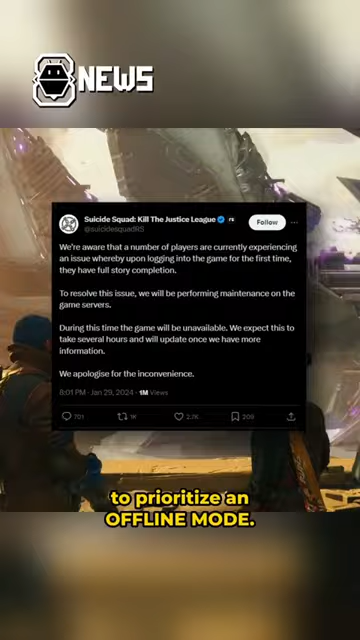 NEWS
Suicide Squad: Kill The Justice League
Follow
@suicidesquadRS
We're aware that a number of players are currently experiencing
an issue whereby upon logging into the game for the first time,
they have full story completion.
To resolve this issue, we will be performing maintenance on the
game servers.
During this time the game will be unavailable. We expect this to
take several hours and will update once we have more
information.
We apologise for the inconvenience.
8:01 PM · Jan 29, 2024 · 1M Views
701 1K 2.1K 209
to prioritize an
OFFLINE MODE.